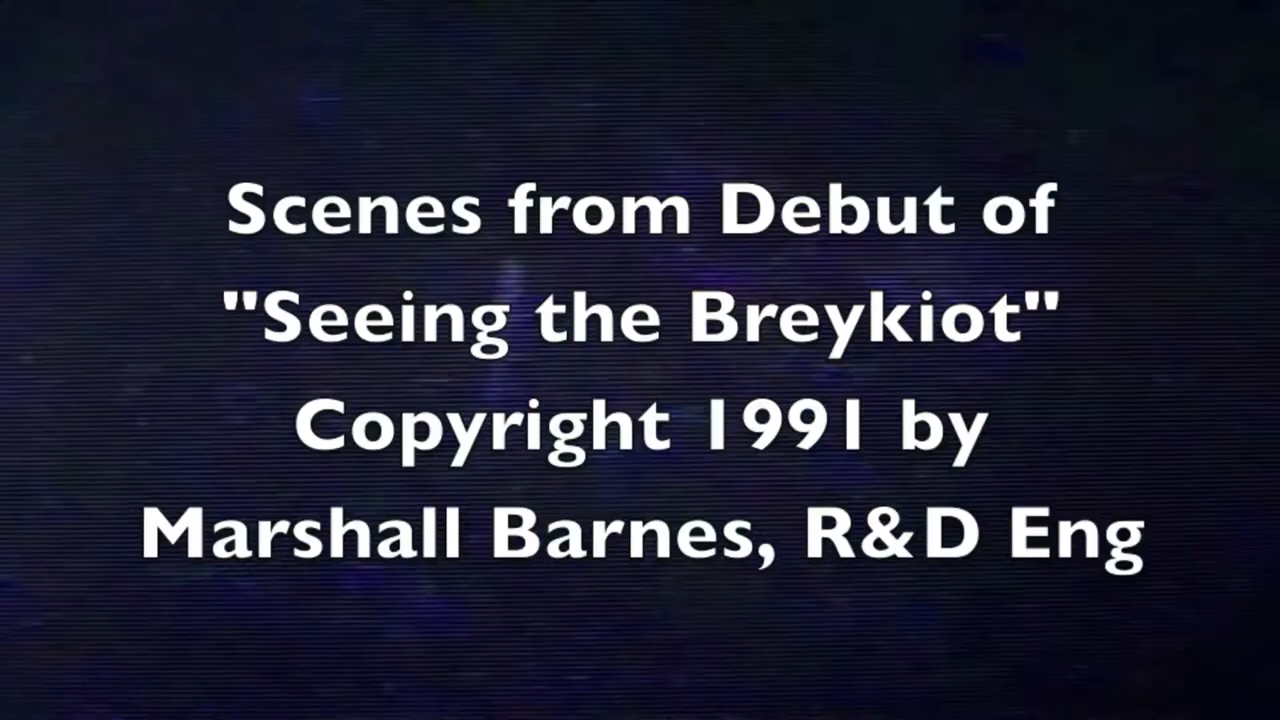 Scenes from Debut of
"Seeing the Breykiot"
Copyright 1991 by
Marshall Barnes, R&D Eng